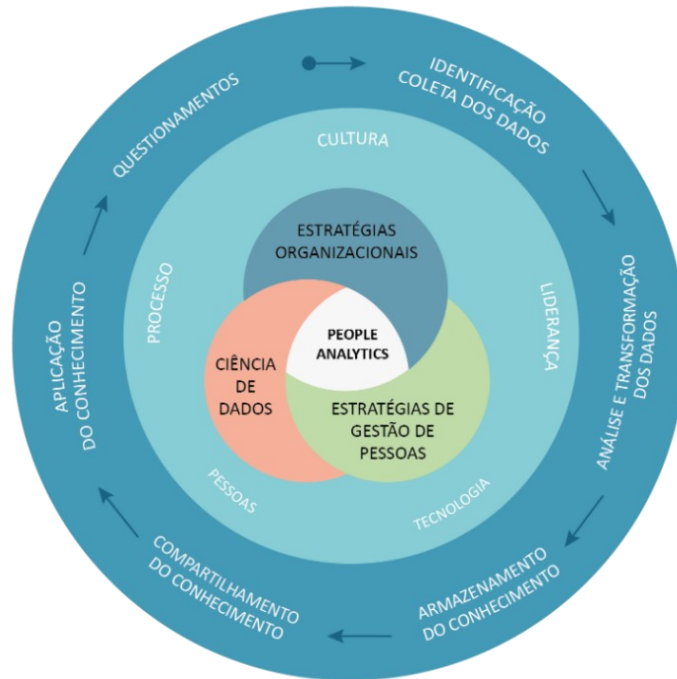 QUESTIONAMENTOS
IDENTIFICAÇÃO
COLETA DOS DADOS
ANÁLISE E TRANSFORMAÇÃO
DOS DADOS
ARMAZENAMENTO
DO CONHECIMENTO
COMPARTILHAMENTO
DO CONHECIMENTO
APLICAÇÃO
DO CONHECIMENTO
CULTURA
LIDERANÇA
TECNOLOGIA
PESSOAS
PROCESSO
ESTRATÉGIAS
ORGANIZACIONAIS
PEOPLE
ANALYTICS
CIÊNCIA
DE
DADOS
ESTRATÉGIAS DE
GESTÃO DE
PESSOAS